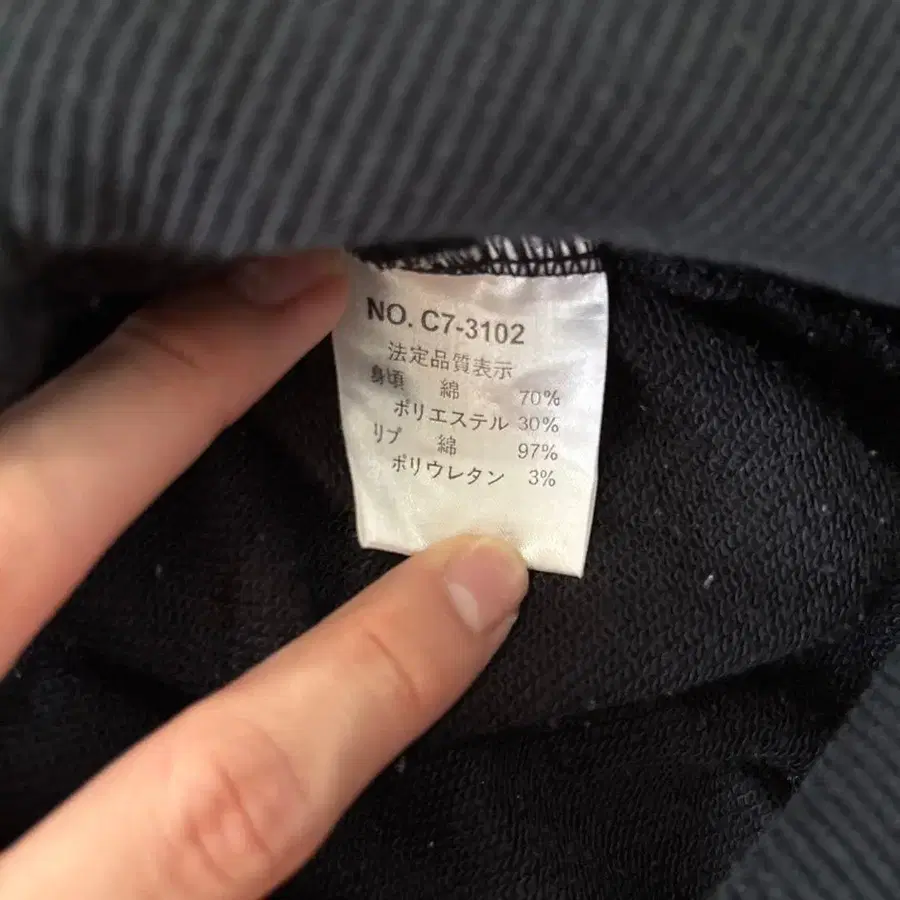 NO. C7-3102
法定品質表示
身頃 綿 70%
ポリエステル 30%
リブ 綿 97%
ポリウレタン 3%